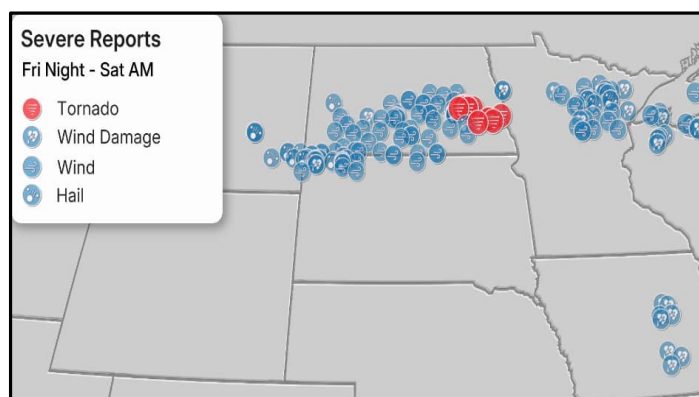 Severe Reports
Fri Night - Sat AM
Tornado
Wind Damage
Wind
Hail